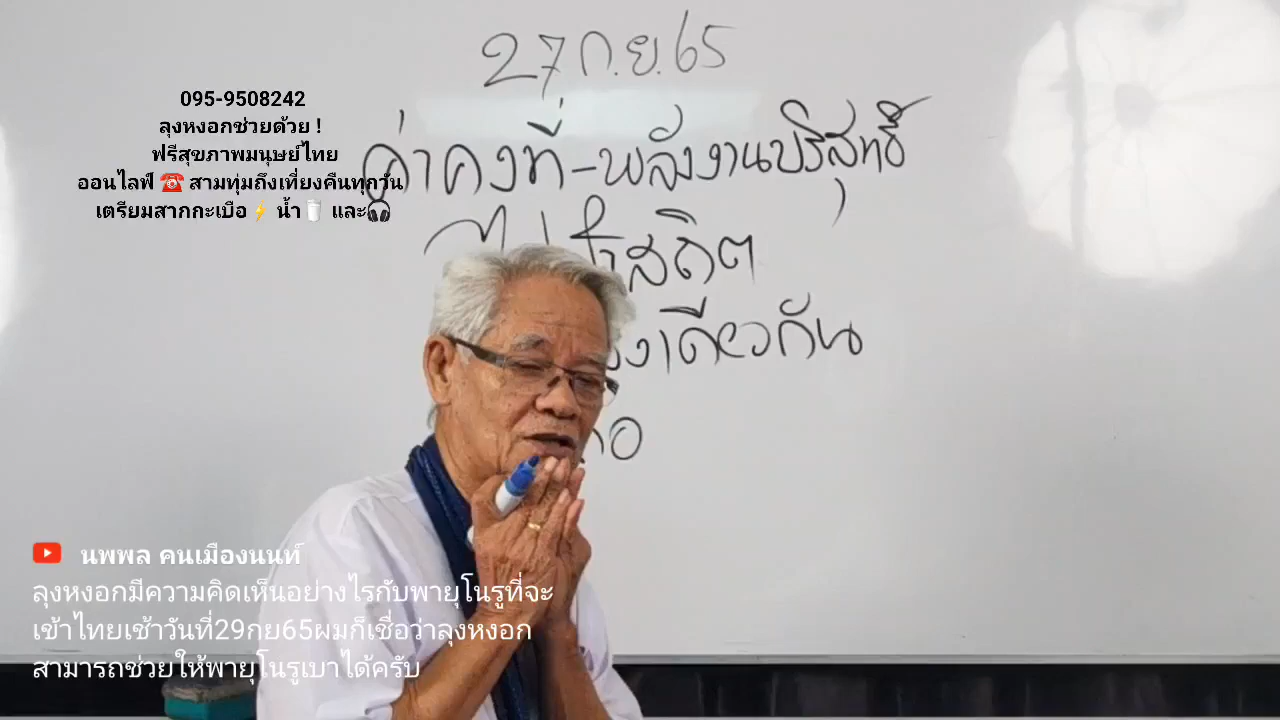 27 ก.ย.65
095-9508242
ลุงหงอกช่วยด้วย !
ฟรีสุขภาพมนุษย์ไทย
ออนไลฟ์ ☎️ สามทุ่มถึงเที่ยงคืนทุกวัน
เตรียมสากกะเบือ⚡ น้ำ🥛 และ🎧
ค่าคงที่-พลังงานบริสุทธิ์
สถิต
เดียวกัน
นพพล คนเมืองนนท์
ลุงหงอกมีความคิดเห็นอย่างไรกับพายุโนรูที่จะ
เข้าไทยเช้าวันที่29กย65ผมก็เชื่อว่าลุงหงอก
สามารถช่วยให้พายุโนรูเบาได้ครับ